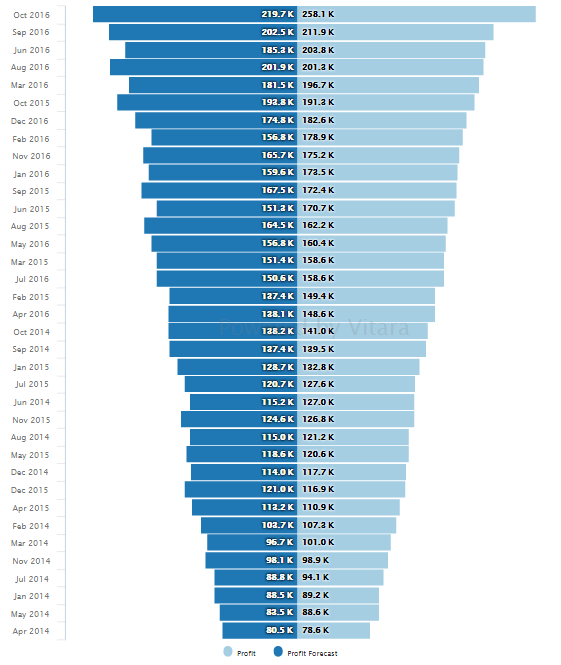 Oct 2016 219.7 K 258.1 K
Sep 2016 202.5 K 211.9 K
Jun 2016 185.3 K 203.8 K
Aug 2016 201.9 K 201.3 K
Mar 2016 181.5 K 196.7 K
Oct 2015 193.8 K 191.3 K
Dec 2016 174.8 K 182.6 K
Feb 2016 156.8 K 178.9 K
Nov 2016 165.7 K 175.2 K
Jan 2016 159.6 K 173.5 K
Sep 2015 167.5 K 172.4 K
Jun 2015 151.3 K 170.7 K
Aug 2015 164.5 K 162.2 K
May 2016 156.8 K 160.4 K
Mar 2015 151.4 K 158.6 K
Jul 2016 150.6 K 158.6 K
Feb 2015 137.4 K 149.4 K
Apr 2016 138.1 K 148.6 K
Powered by Vitara
Oct 2014 138.2 K 141.0 K
Sep 2014 137.4 K 139.5 K
Jan 2015 128.7 K 132.8 K
Jul 2015 120.7 K 127.6 K
Jun 2014 115.2 K 127.0 K
Nov 2015 124.6 K 126.8 K
Aug 2014 115.0 K 121.2 K
May 2015 118.6 K 120.6 K
Dec 2014 114.0 K 117.7 K
Dec 2015 121.0 K 116.9 K
Apr 2015 113.2 K 110.9 K
Feb 2014 103.7 K 107.3 K
Mar 2014 96.7 K 101.0 K
Nov 2014 98.1 K 98.9 K
Jul 2014 88.8 K 94.1 K
Jan 2014 88.5 K 89.2 K
May 2014 83.5 K 88.6 K
Apr 2014 80.5 K 78.6 K
Profit Profit Forecast